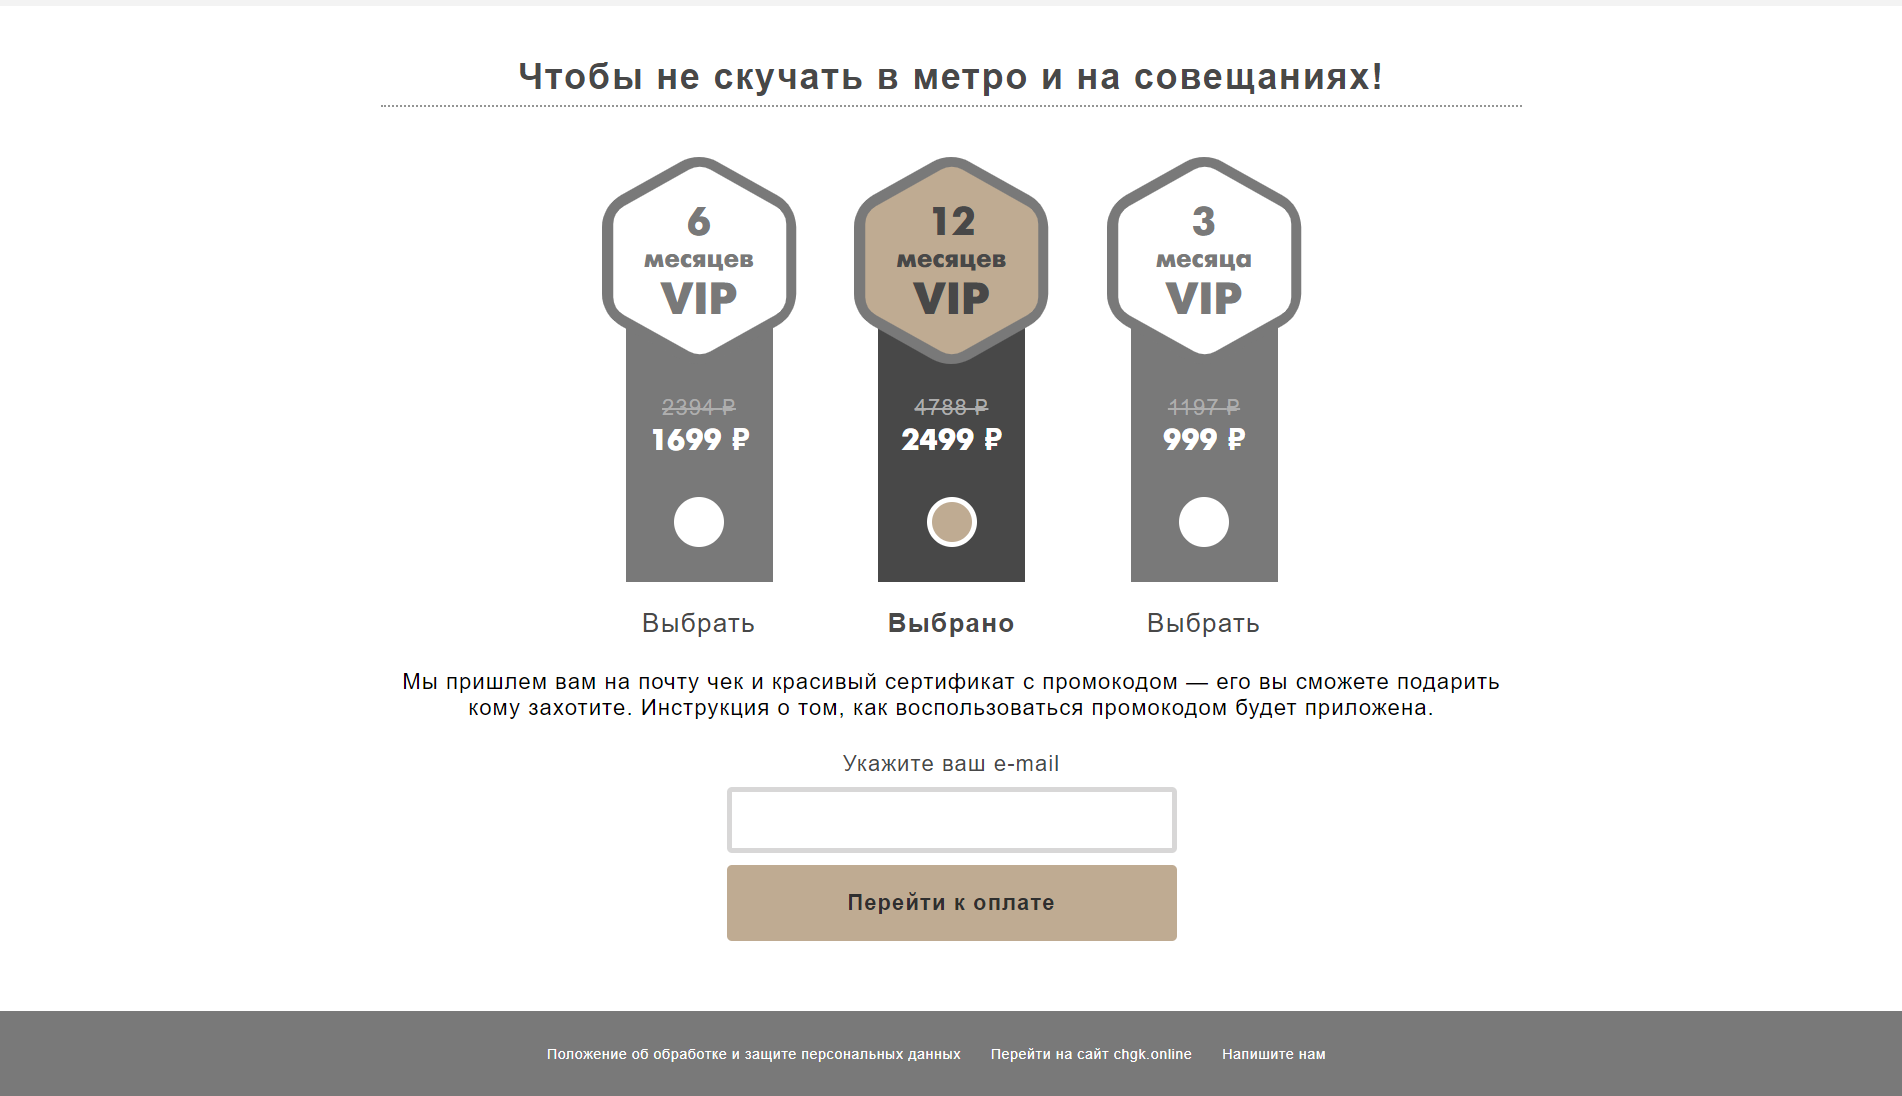 Чтобы не скучать в метро и на совещаниях!
6
месяцев
VIP
2394 ₽
1699 ₽
Выбрать
12
месяцев
VIP
4788 ₽
2499 ₽
Выбрано
3
месяца
VIP
1197 ₽
999 ₽
Выбрать
Мы пришлем вам на почту чек и красивый сертификат с промокодом — его вы сможете подарить
кому захотите. Инструкция о том, как воспользоваться промокодом будет приложена.
Укажите ваш e-mail
Перейти к оплате
Положение об обработке и защите персональных данных
Перейти на сайт chgk.online
Напишите нам